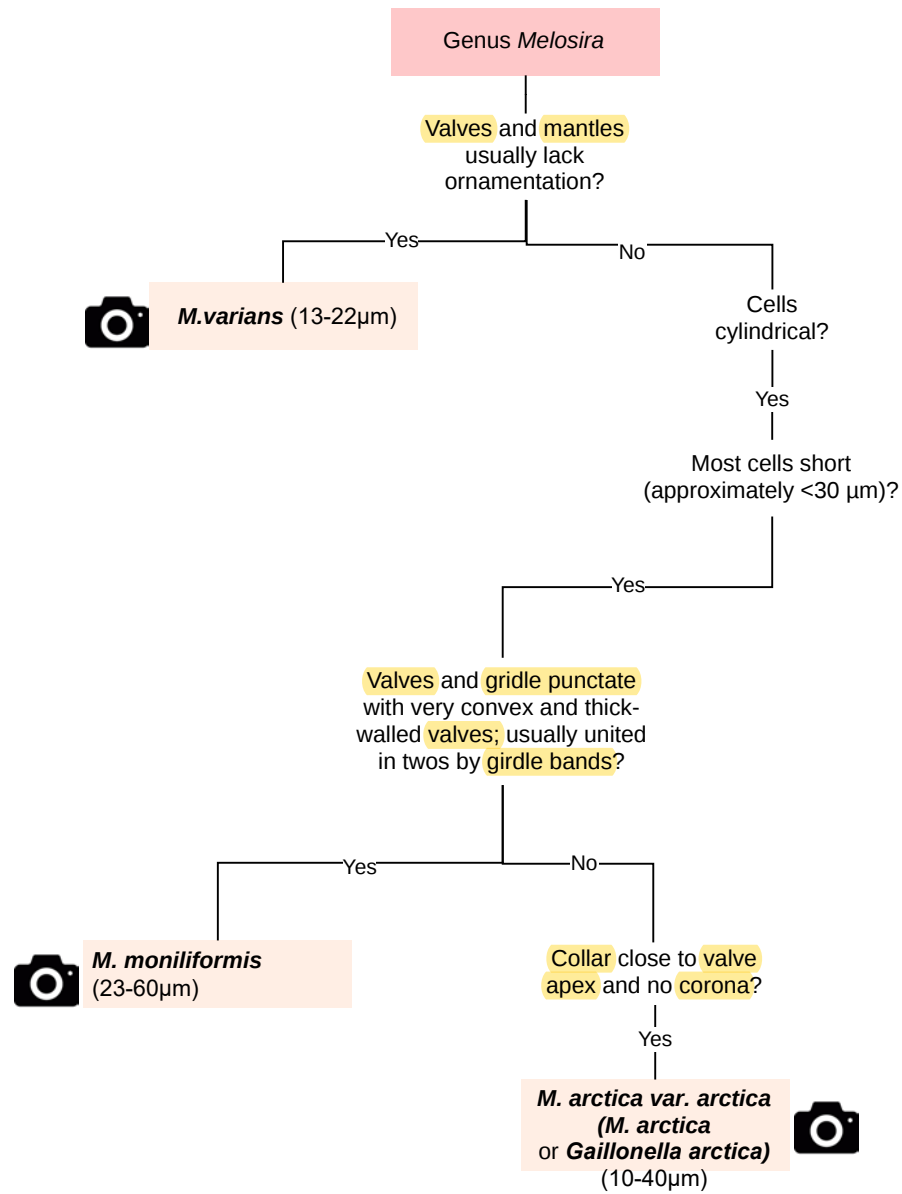 Genus Melosira
Valves and mantles
usually lack
ornamentation?
Yes
No
M.varians (13-22µm)
Cells
cylindrical?
Yes
Most cells short
(approximately <30 µm)?
Yes
Valves and gridle punctate
with very convex and thick-
walled valves; usually united
in twos by girdle bands?
Yes
No
M. moniliformis
(23-60µm)
Collar close to valve
apex and no corona?
Yes
M. arctica var. arctica
(M. arctica
or Gaillonella arctica)
(10-40µm)